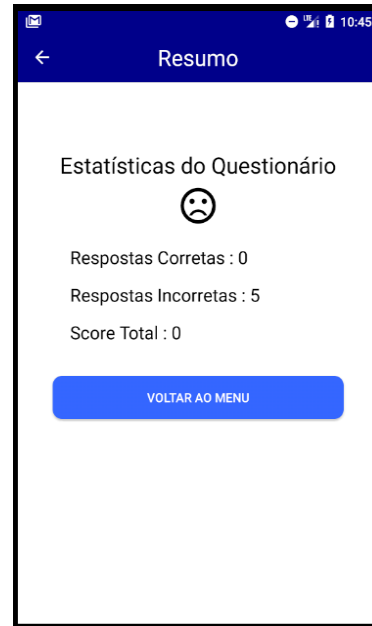 10:45
Resumo
Estatísticas do Questionário
Respostas Corretas : 0
Respostas Incorretas : 5
Score Total : 0
VOLTAR AO MENU